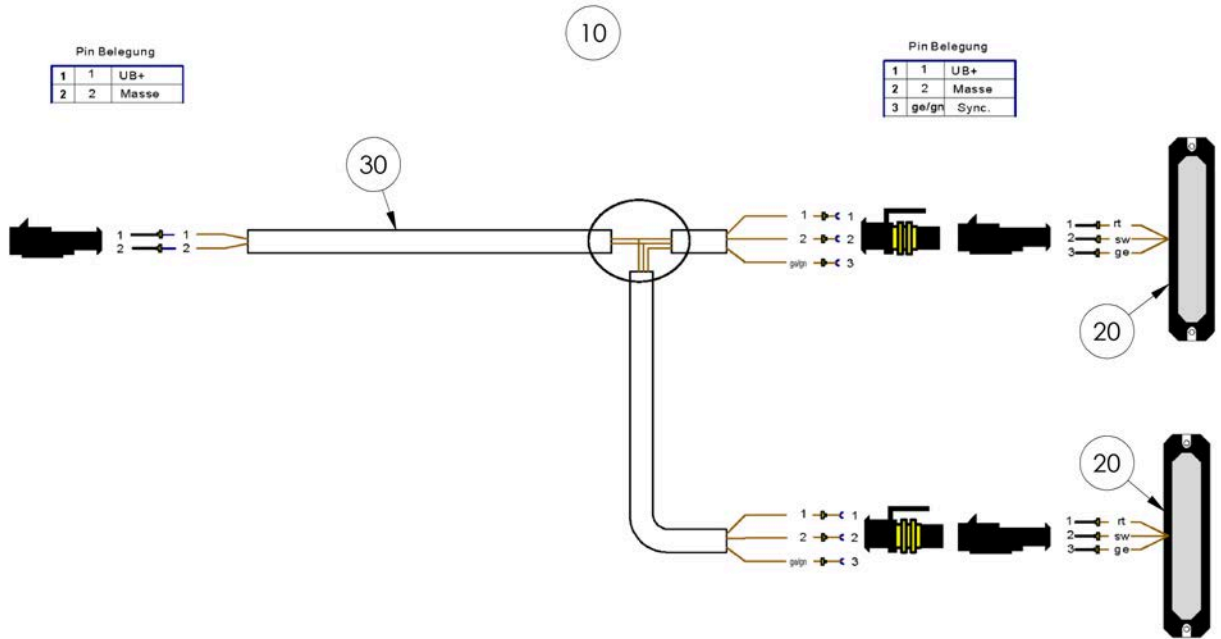 10
Pin Belegung
1 1 UB+
2 2 Masse
Pin Belegung
1 1 UB+
2 2 Masse
3 ge/gn Sync.
30
1 1
2 2
1 1
2 2
ge/gn 3
1 rt
2 sw
3 ge
20
20
1 1
2 2
ge/gn 3
1 rt
2 sw
3 ge